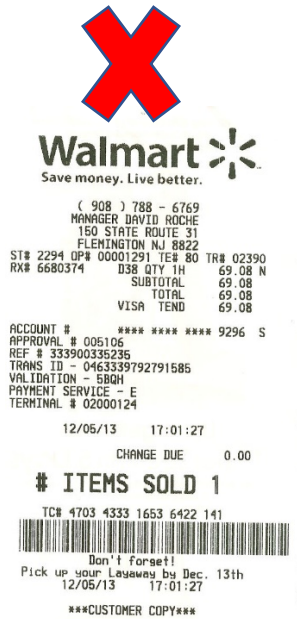 Walmart
Save money. Live better.
( 908 ) 788 - 6769
MANAGER DAVID ROCHE
150 STATE ROUTE 31
FLEMINGTON NJ 8822
ST# 2294 OP# 00001291 TE# 80 TR# 02390
RX# 6680374 D38 QTY 1H 69.08 N
SUBTOTAL 69.08
TOTAL 69.08
VISA TEND 69.08
ACCOUNT # **** **** **** 9296 S
APPROVAL # 005106
REF # 333900335235
TRANS ID - 0463339792791585
VALIDATION - 5BQH
PAYMENT SERVICE - E
TERMINAL # 02000124
12/05/13 17:01:27
CHANGE DUE 0.00
# ITEMS SOLD 1
TC# 4703 4333 1653 6422 141
Don't forget!
Pick up your Layaway by Dec. 13th
12/05/13 17:01:27
***CUSTOMER COPY***